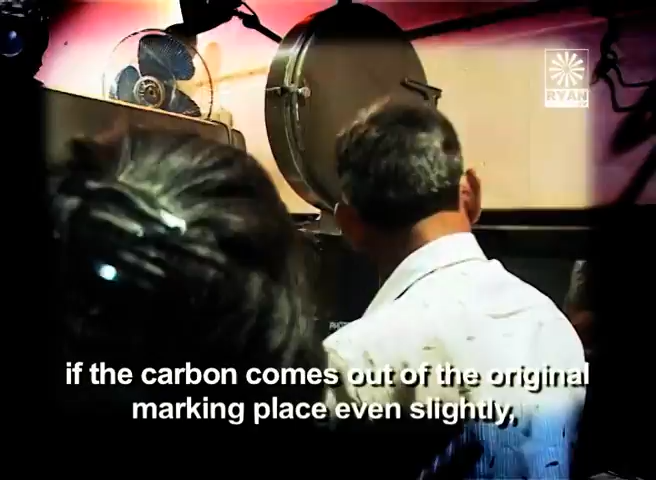 RYAN
if the carbon comes out of the original
marking place even slightly,